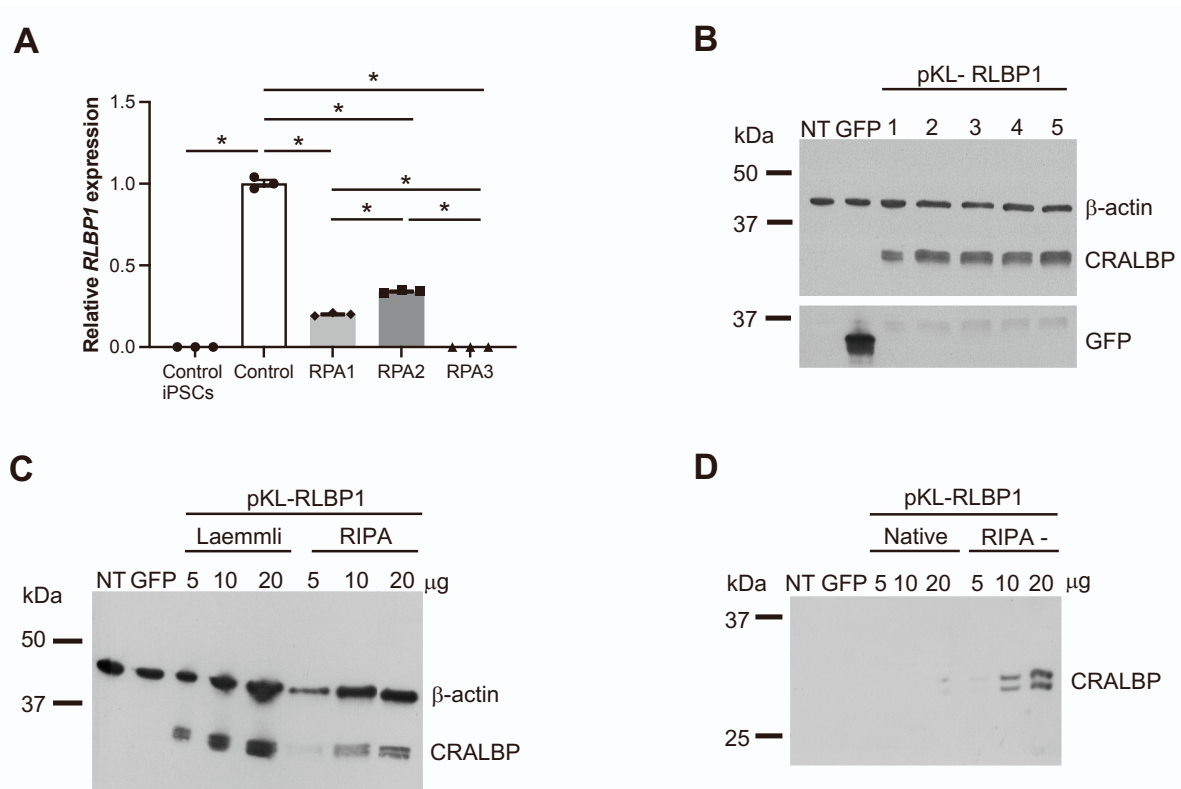 A
Relative RLBP1 expression
1.5
1.0
0.5
0.0
* 
*
* *
*
* *
Control iPSCs
Control RPA1 RPA2 RPA3
B
pKL- RLBP1
kDa NT GFP 1 2 3 4 5
50
37
β-actin
CRALBP
37
GFP
C
pKL-RLBP1
Laemmli RIPA
NT GFP 5 10 20 5 10 20 μg
kDa
50
37
β-actin
CRALBP
D
pKL-RLBP1
Native RIPA -
kDa NT GFP 5 10 20 5 10 20 μg
37
CRALBP
25